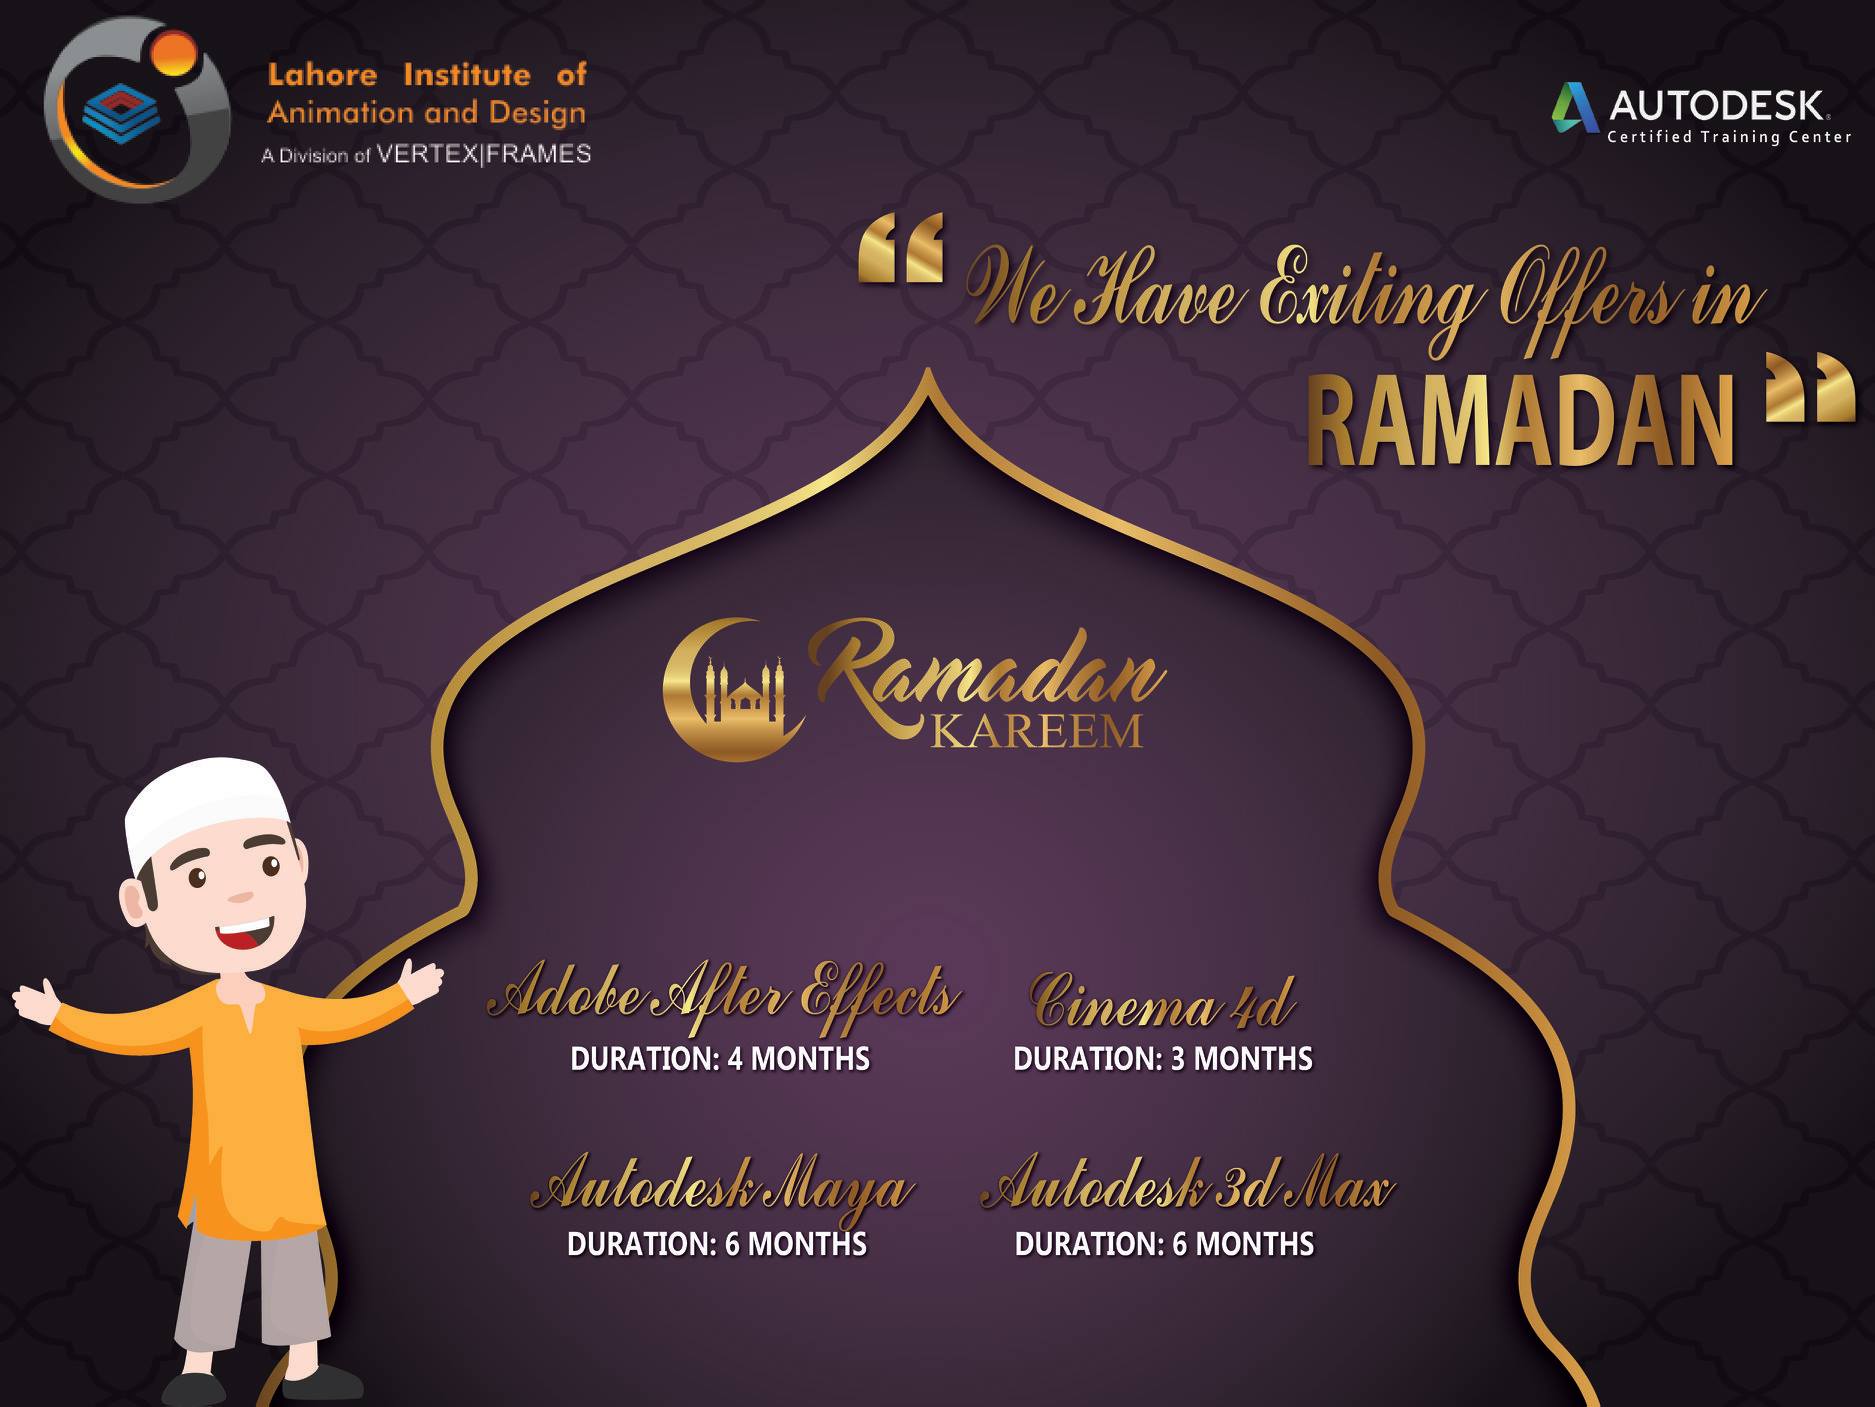 Lahore Institute of
Animation and Design
A Division of VERTEX|FRAMES
AUTODESK®
Certified Training Center
“We Have Exiting Offers in
RAMADAN”
Ramadan
KAREEM
Adobe After Effects
DURATION: 4 MONTHS
Cinema 4d
DURATION: 3 MONTHS
Autodesk Maya
DURATION: 6 MONTHS
Autodesk 3d Max
DURATION: 6 MONTHS